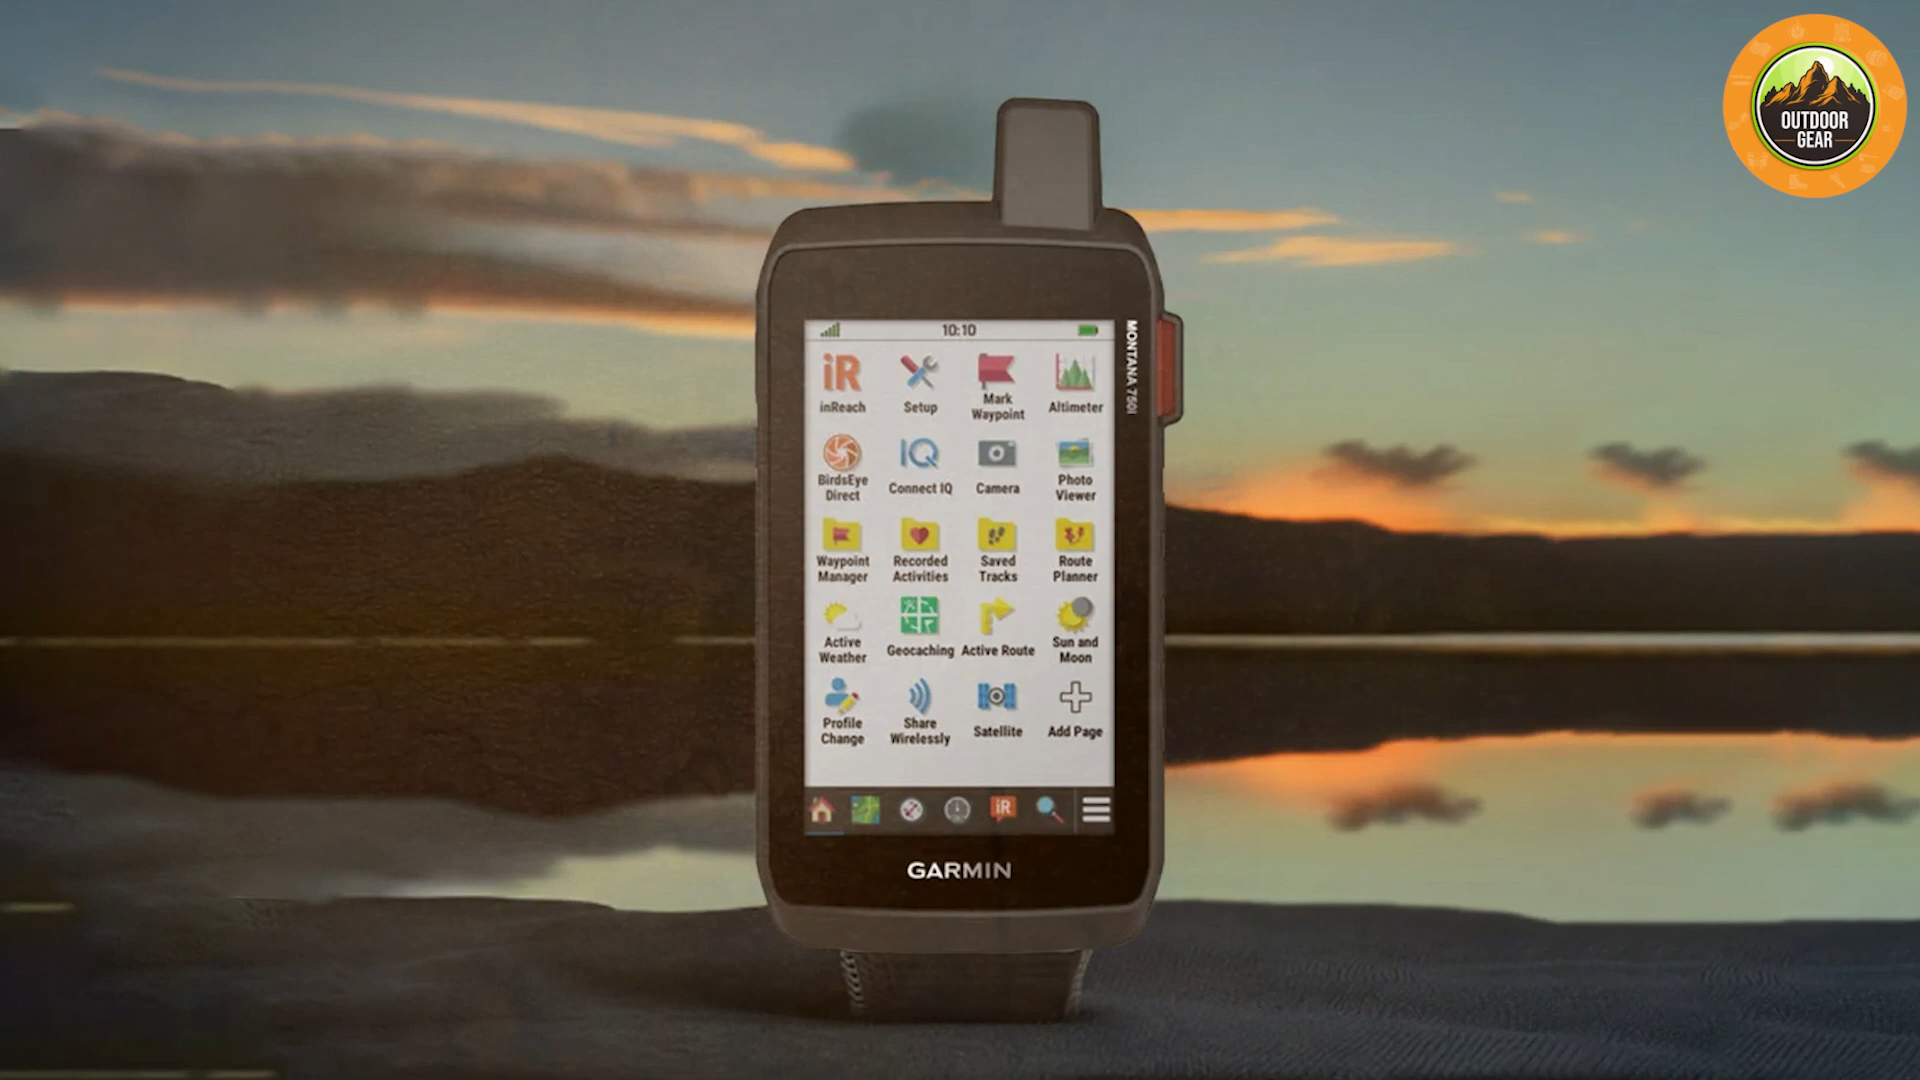 OUTDOOR
GEAR
10:10
MONTANA 750i
iR
inReach
Setup
Mark
Waypoint
Altimeter
BirdsEye
Direct
IQ
Connect IQ
Camera
Photo
Viewer
Waypoint
Manager
Recorded
Activities
Saved
Tracks
Route
Planner
Active
Weather
Geocaching
Active Route
Sun and
Moon
Profile
Change
Share
Wirelessly
Satellite
Add Page
iR
GARMIN